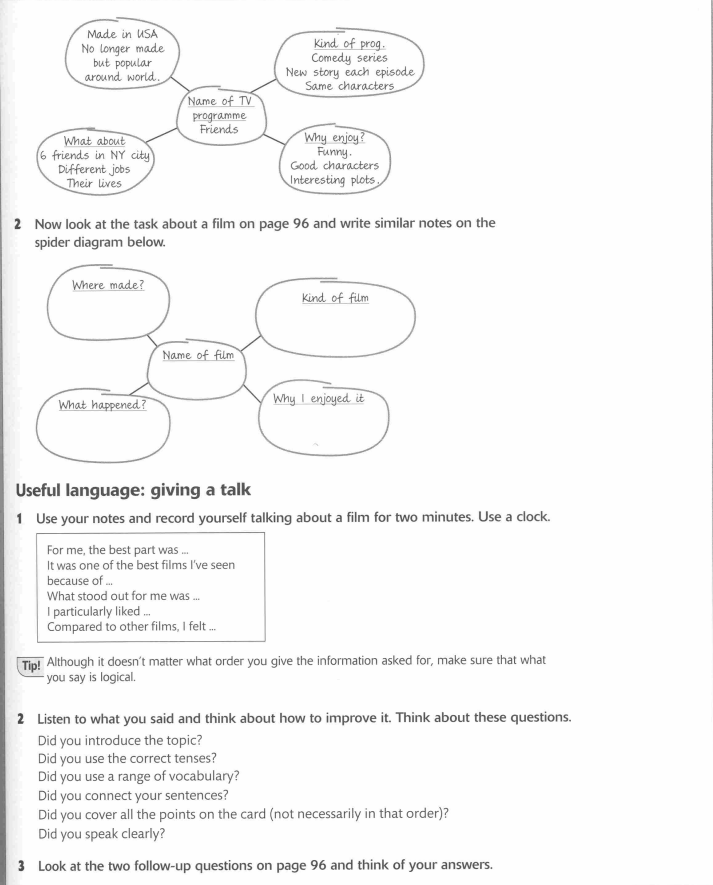 Made in USA
No longer made
but popular
around world.
Kind of prog.
Comedy series
New story each episode
Same characters
Name of TV
programme
Friends
What about
6 friends in NY city
Different jobs
Their lives
Why enjoy?
Funny.
Good characters
Interesting plots.
2 Now look at the task about a film on page 96 and write similar notes on the
spider diagram below.
Where made?
Kind of film
Name of film
What happened?
Why I enjoyed it
Useful language: giving a talk
1 Use your notes and record yourself talking about a film for two minutes. Use a clock.
For me, the best part was ...
It was one of the best films I've seen
because of ...
What stood out for me was ...
I particularly liked ...
Compared to other films, I felt ...
Tip! Although it doesn't matter what order you give the information asked for, make sure that what
you say is logical.
2 Listen to what you said and think about how to improve it. Think about these questions.
Did you introduce the topic?
Did you use the correct tenses?
Did you use a range of vocabulary?
Did you connect your sentences?
Did you cover all the points on the card (not necessarily in that order)?
Did you speak clearly?
3 Look at the two follow-up questions on page 96 and think of your answers.